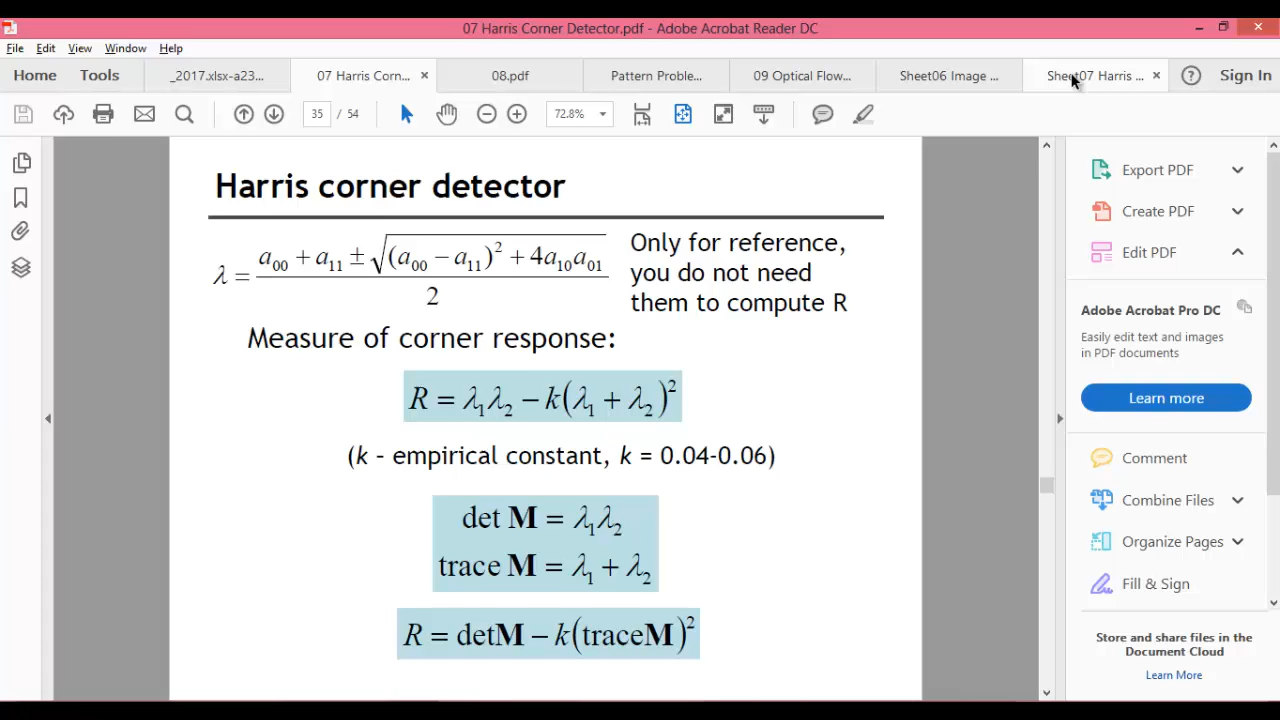 07 Harris Corner Detector.pdf - Adobe Acrobat Reader DC
File Edit View Window Help
Home Tools _2017.xlsx-a23... 07 Harris Corn... 08.pdf Pattern Proble... 09 Optical Flow... Sheet06 Image ... Sheet07 Harris ... Sign In
35 / 54 72.8%
Harris corner detector
λ = (a₀₀ + a₁₁ ± √((a₀₀ − a₁₁)² + 4a₁₀a₀₁)) / 2
Only for reference,
you do not need
them to compute R
Measure of corner response:
R = λ₁λ₂ − k(λ₁ + λ₂)²
(k – empirical constant, k = 0.04-0.06)
det M = λ₁λ₂
trace M = λ₁ + λ₂
R = detM − k(traceM)²
Export PDF
Create PDF
Edit PDF
Adobe Acrobat Pro DC
Easily edit text and images
in PDF documents
Learn more
Comment
Combine Files
Organize Pages
Fill & Sign
Store and share files in the
Document Cloud
Learn More